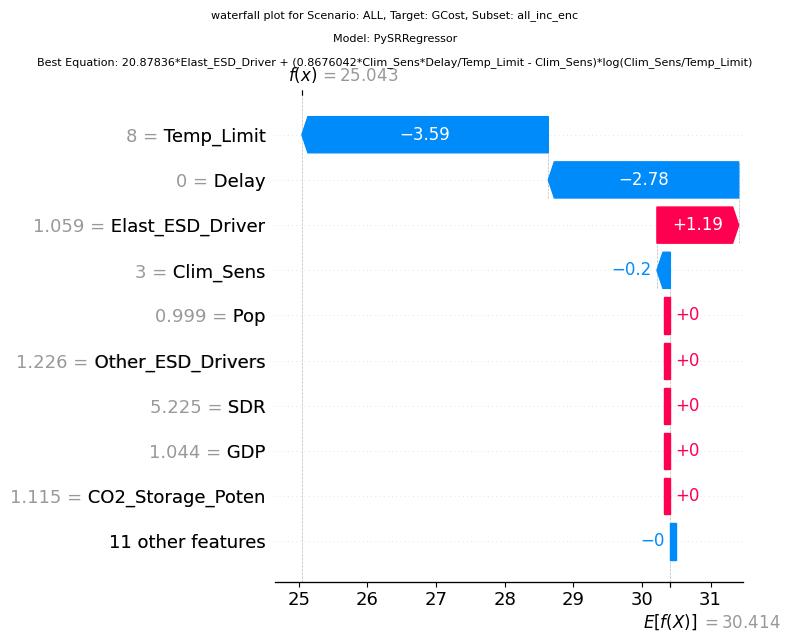 waterfall plot for Scenario: ALL, Target: GCost, Subset: all_inc_enc
Model: PySRRegressor
Best Equation: 20.87836*Elast_ESD_Driver + (0.8676042*Clim_Sens*Delay/Temp_Limit - Clim_Sens)*log(Clim_Sens/Temp_Limit)
f(x) = 25.043
8 = Temp_Limit −3.59
0 = Delay −2.78
1.059 = Elast_ESD_Driver +1.19
3 = Clim_Sens −0.2
0.999 = Pop +0
1.226 = Other_ESD_Drivers +0
5.225 = SDR +0
1.044 = GDP +0
1.115 = CO2_Storage_Poten +0
11 other features −0
25 26 27 28 29 30 31
E[f(X)] = 30.414